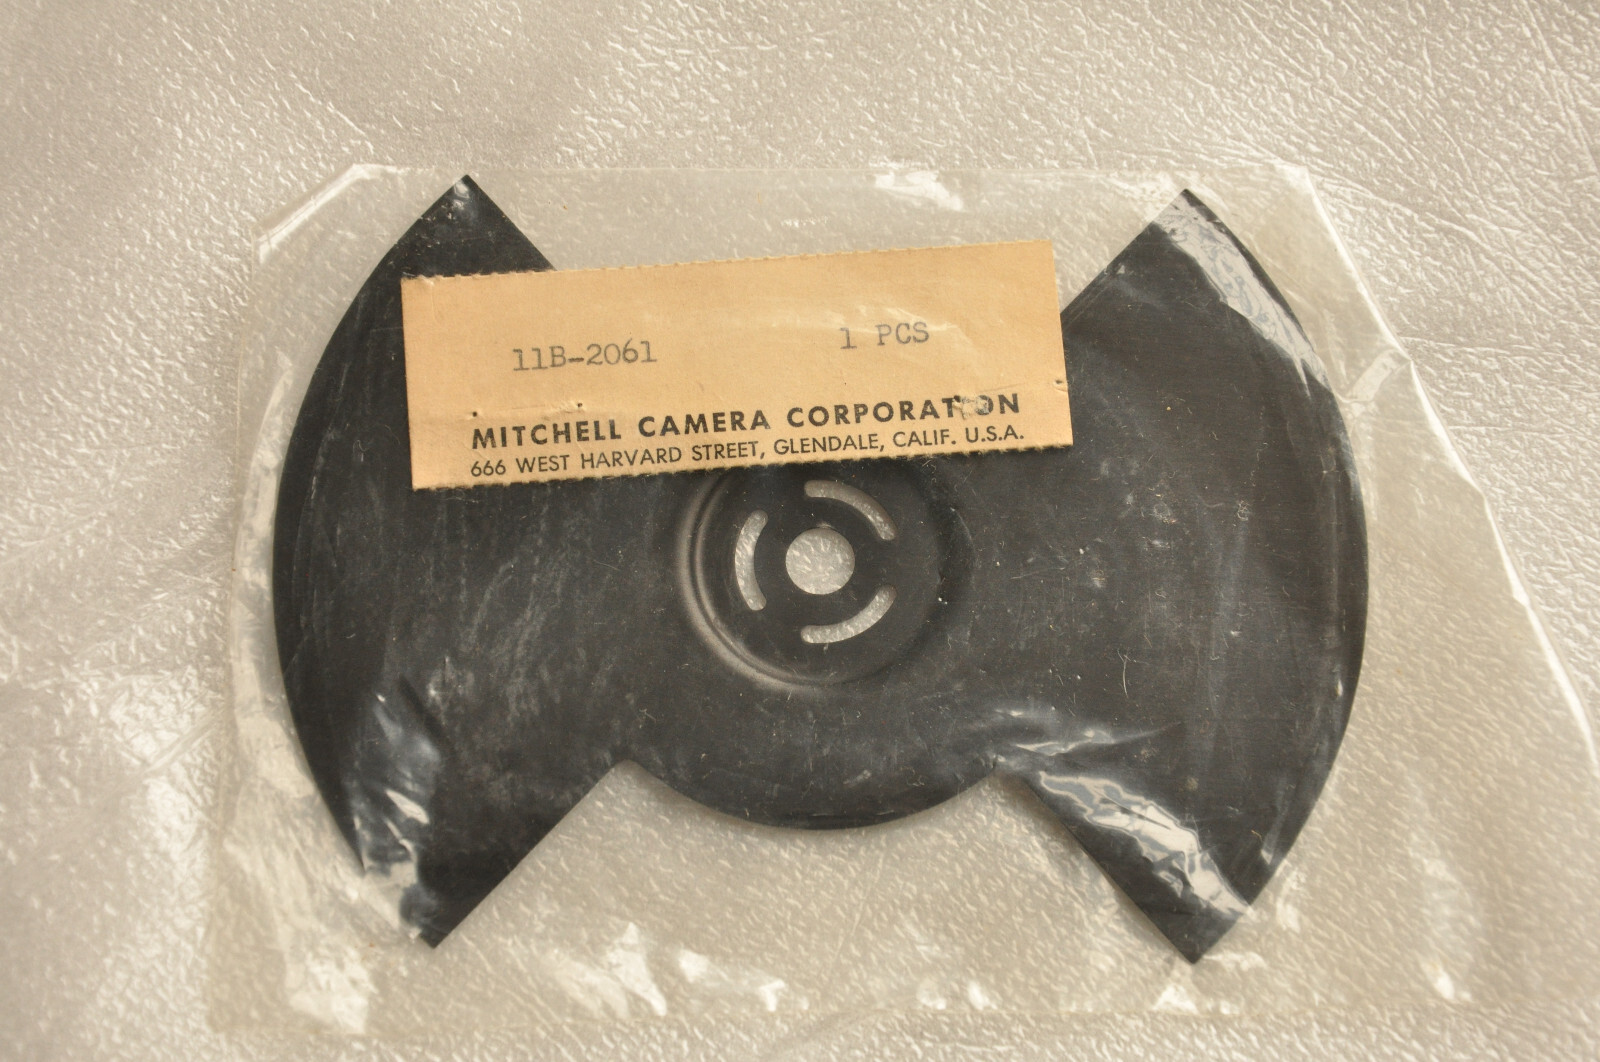 11B-2061 1 PCS
MITCHELL CAMERA CORPORATION
666 WEST HARVARD STREET, GLENDALE, CALIF. U.S.A.